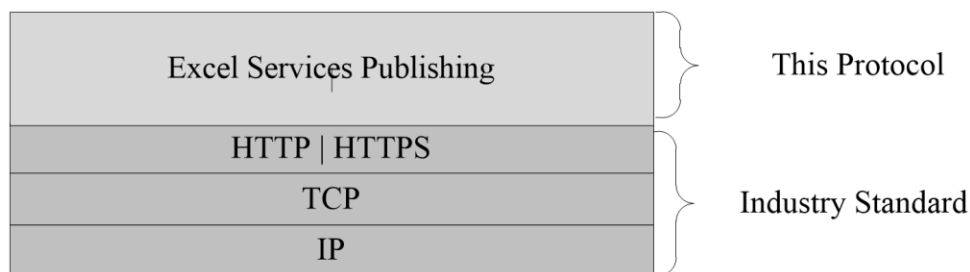 Excel Services Publishing
This Protocol
HTTP | HTTPS
TCP
Industry Standard
IP